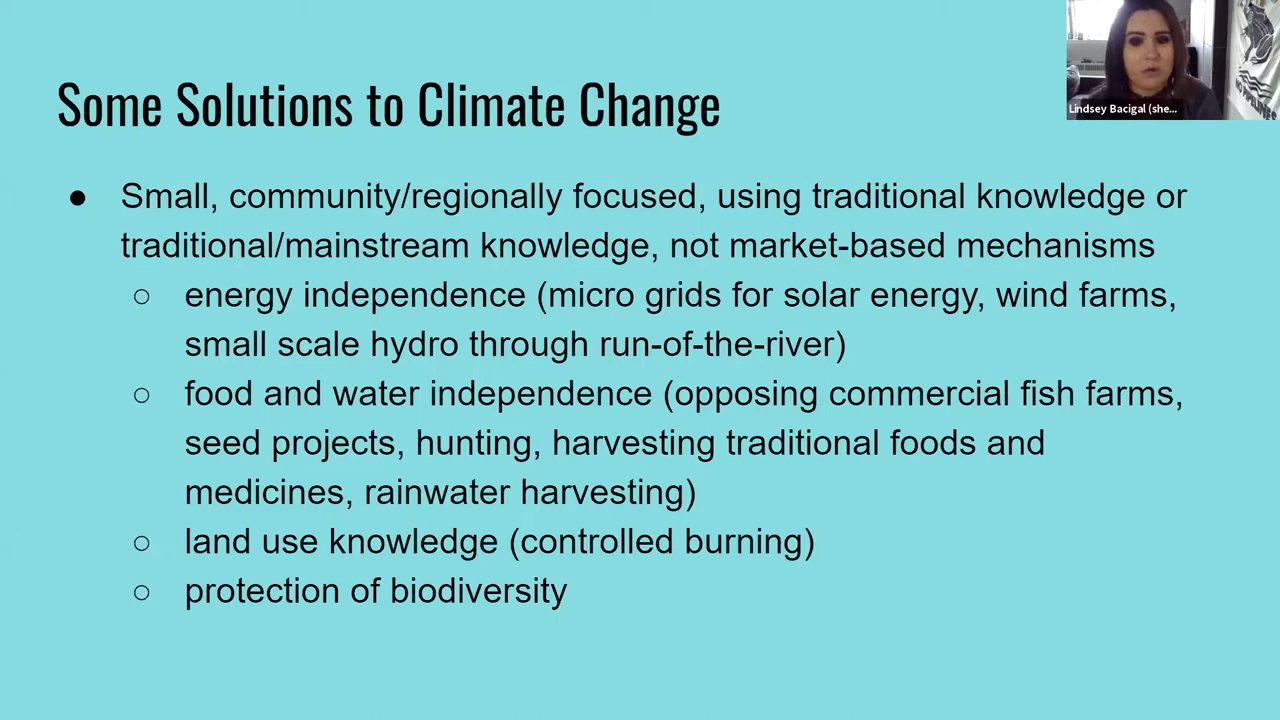 Lindsey Bacigal (she...
Some Solutions to Climate Change
● Small, community/regionally focused, using traditional knowledge or
traditional/mainstream knowledge, not market-based mechanisms
○ energy independence (micro grids for solar energy, wind farms,
small scale hydro through run-of-the-river)
○ food and water independence (opposing commercial fish farms,
seed projects, hunting, harvesting traditional foods and
medicines, rainwater harvesting)
○ land use knowledge (controlled burning)
○ protection of biodiversity